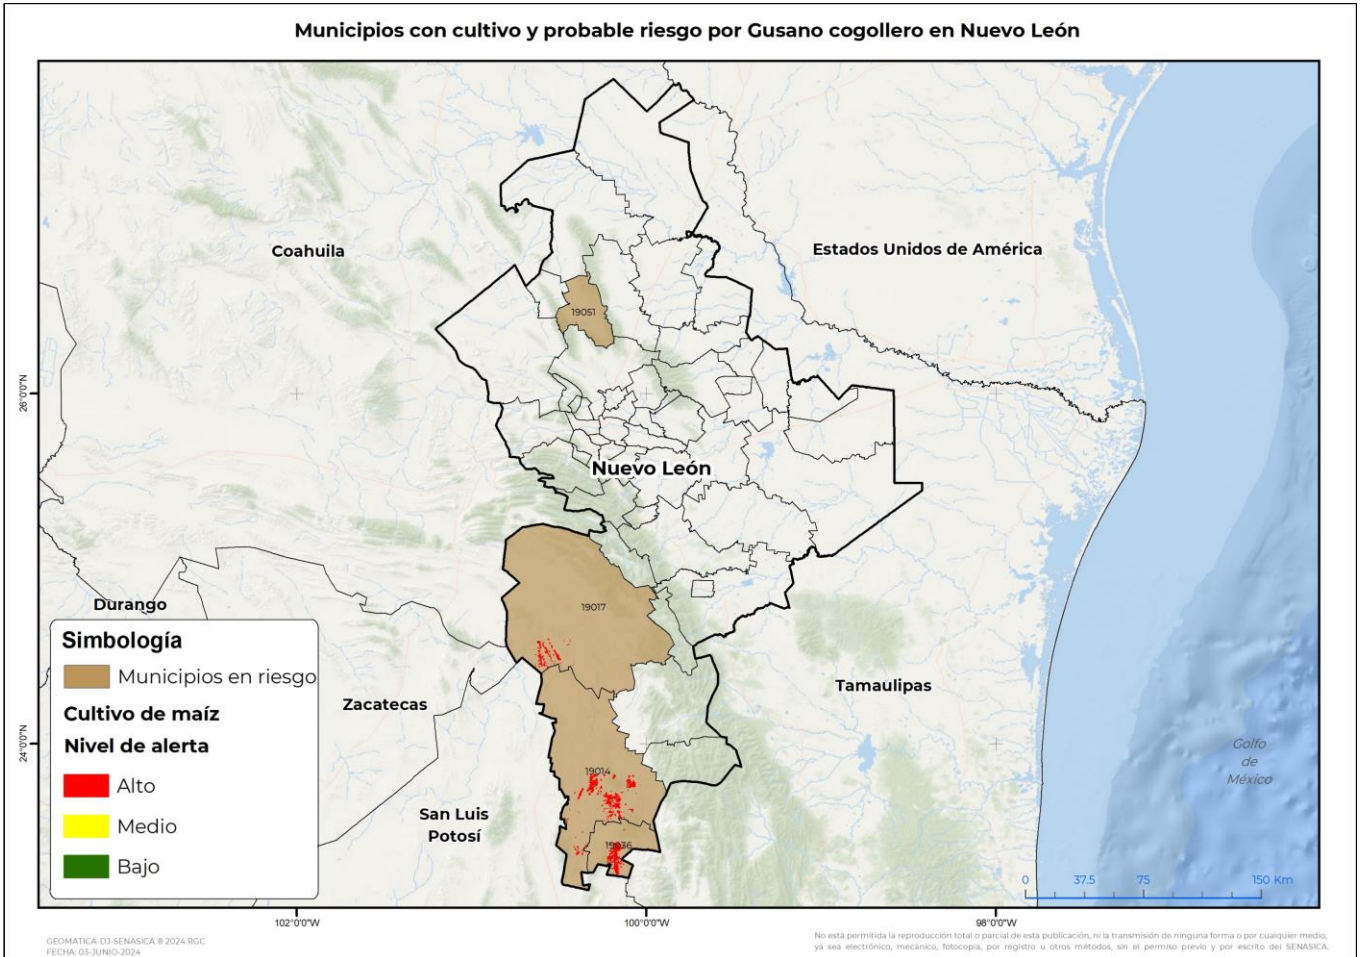 Municipios con cultivo y probable riesgo por Gusano cogollero en Nuevo León
Coahuila
Estados Unidos de América
19051
26°0'0"N
Nuevo León
19017
Durango
Simbología
Municipios en riesgo
Cultivo de maíz
Nivel de alerta
Alto
Medio
Bajo
Zacatecas
Tamaulipas
24°0'0"N
19014
Golfo
de
México
San Luis
Potosí
19036
0 37.5 75 150 Km
102°0'0"W 100°0'0"W 98°0'0"W
GEOMATICA-DJ-SENASICA ® 2024 RGC
FECHA: 03-JUNIO-2024
No está permitida la reproducción total o parcial de esta publicación, ni la transmisión de ninguna forma o por cualquier medio,
ya sea electrónico, mecánico, fotocopia, por registro u otros métodos, sin el permiso previo y por escrito del SENASICA.